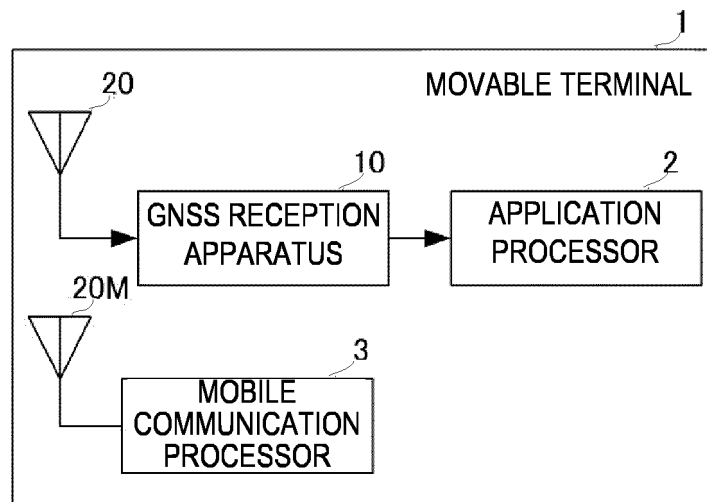 1
MOVABLE TERMINAL
20
10
2
GNSS RECEPTION
APPARATUS
APPLICATION
PROCESSOR
20M
3
MOBILE
COMMUNICATION
PROCESSOR